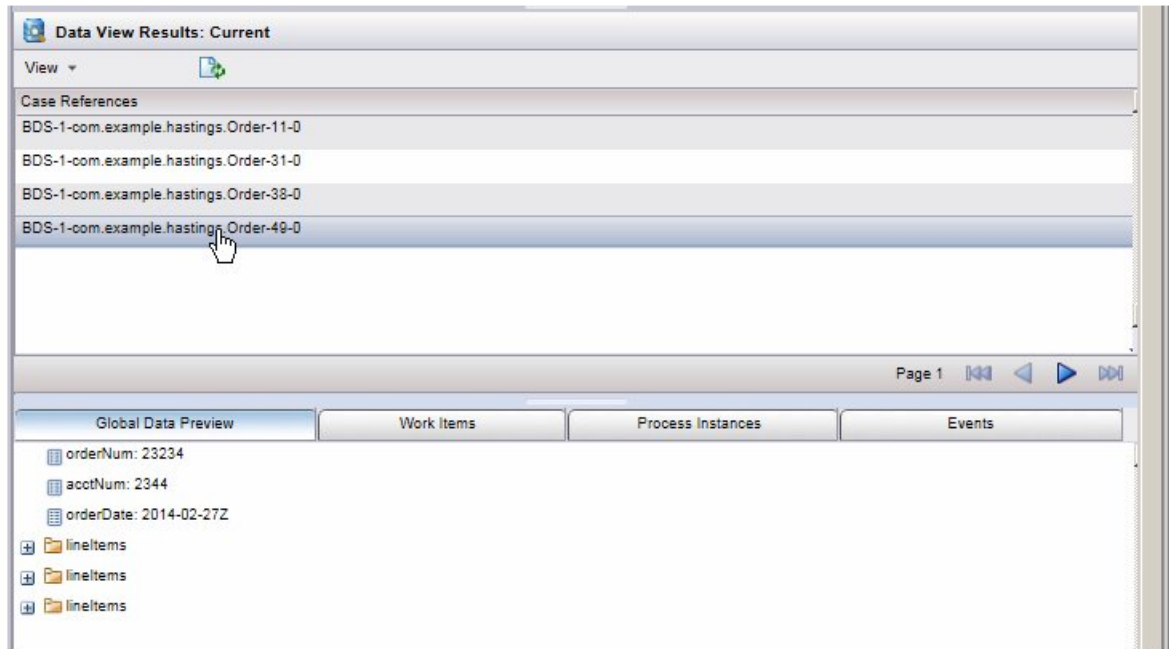 Data View Results: Current
View
Case References
BDS-1-com.example.hastings.Order-11-0
BDS-1-com.example.hastings.Order-31-0
BDS-1-com.example.hastings.Order-38-0
BDS-1-com.example.hastings.Order-49-0
Page 1
Global Data Preview Work Items Process Instances Events
orderNum: 23234
acctNum: 2344
orderDate: 2014-02-27Z
lineItems
lineItems
lineItems